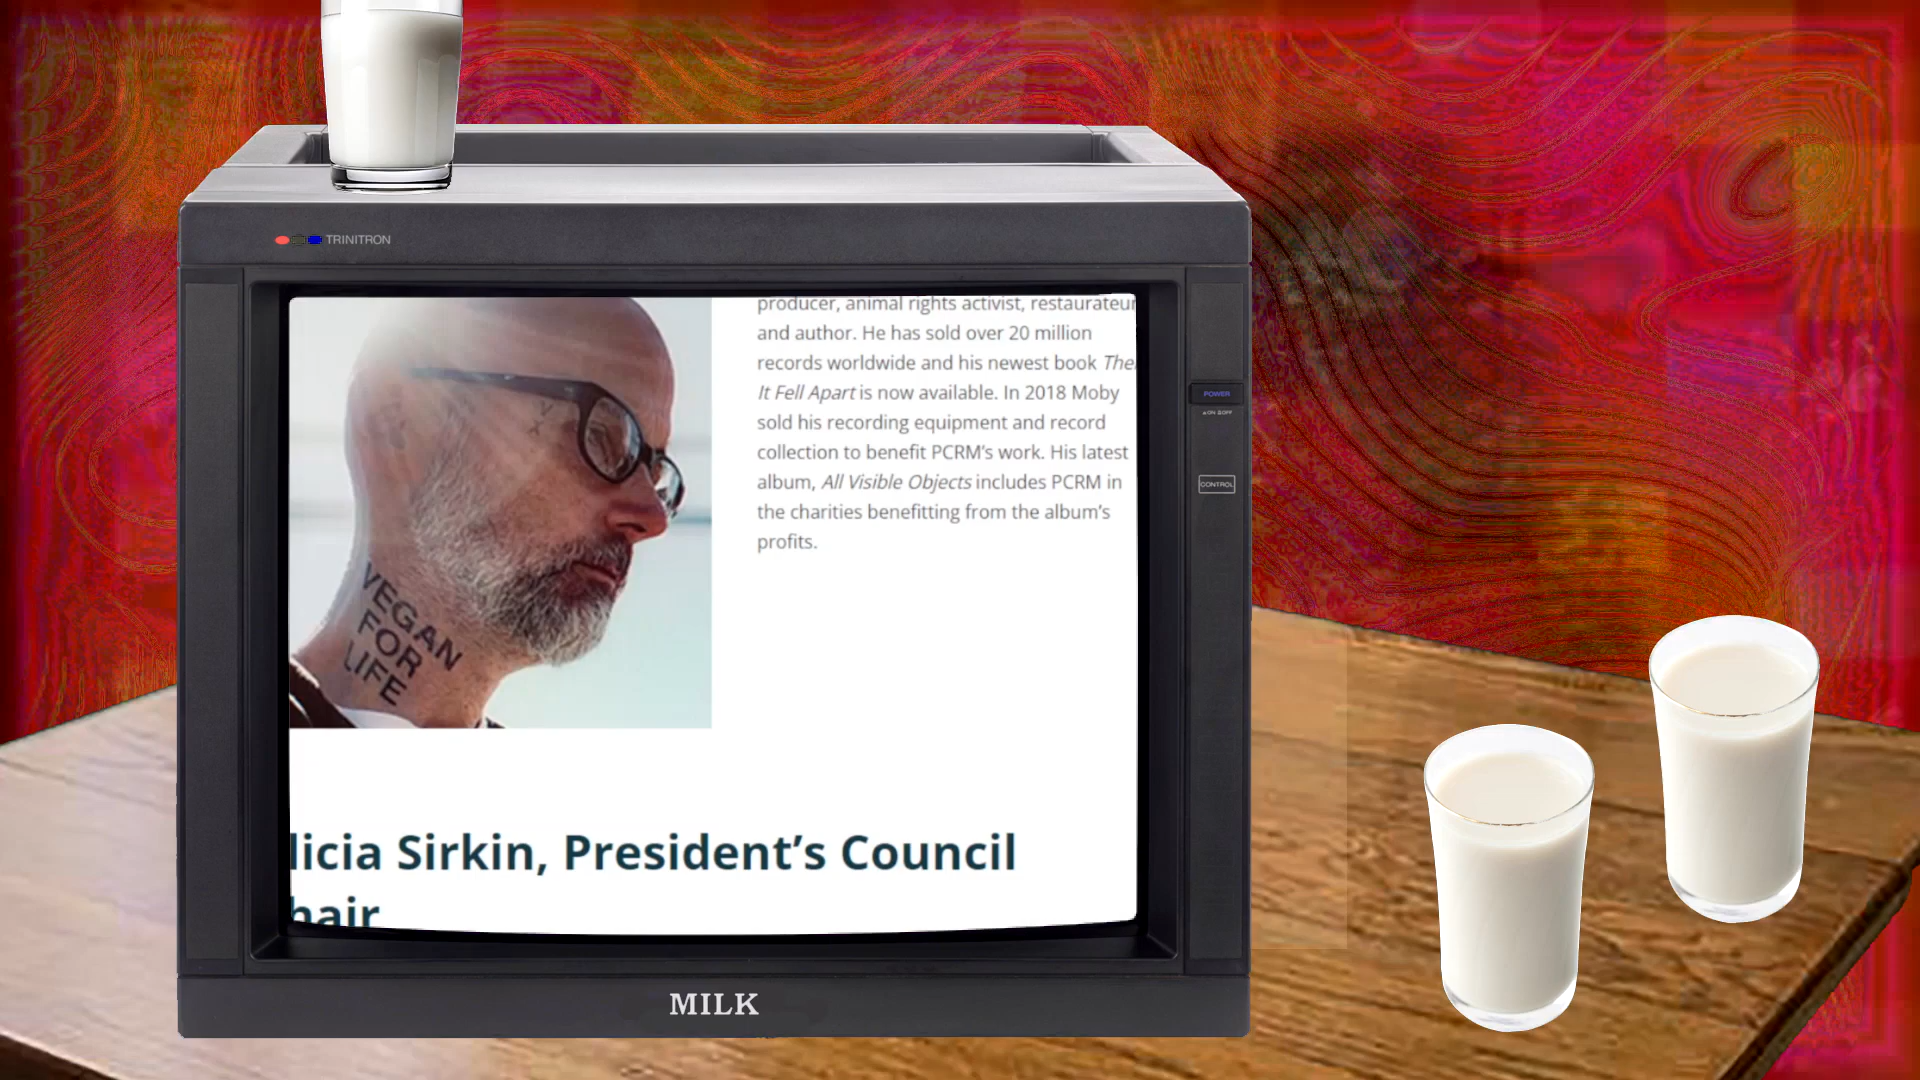 TRINITRON
producer, animal rights activist, restaurateur
and author. He has sold over 20 million
records worldwide and his newest book The
It Fell Apart is now available. In 2018 Moby
sold his recording equipment and record
collection to benefit PCRM's work. His latest
album, All Visible Objects includes PCRM in
the charities benefitting from the album's
profits.
VEGAN
FOR
LIFE
POWER
CONTROL
licia Sirkin, President's Council
hair
MILK